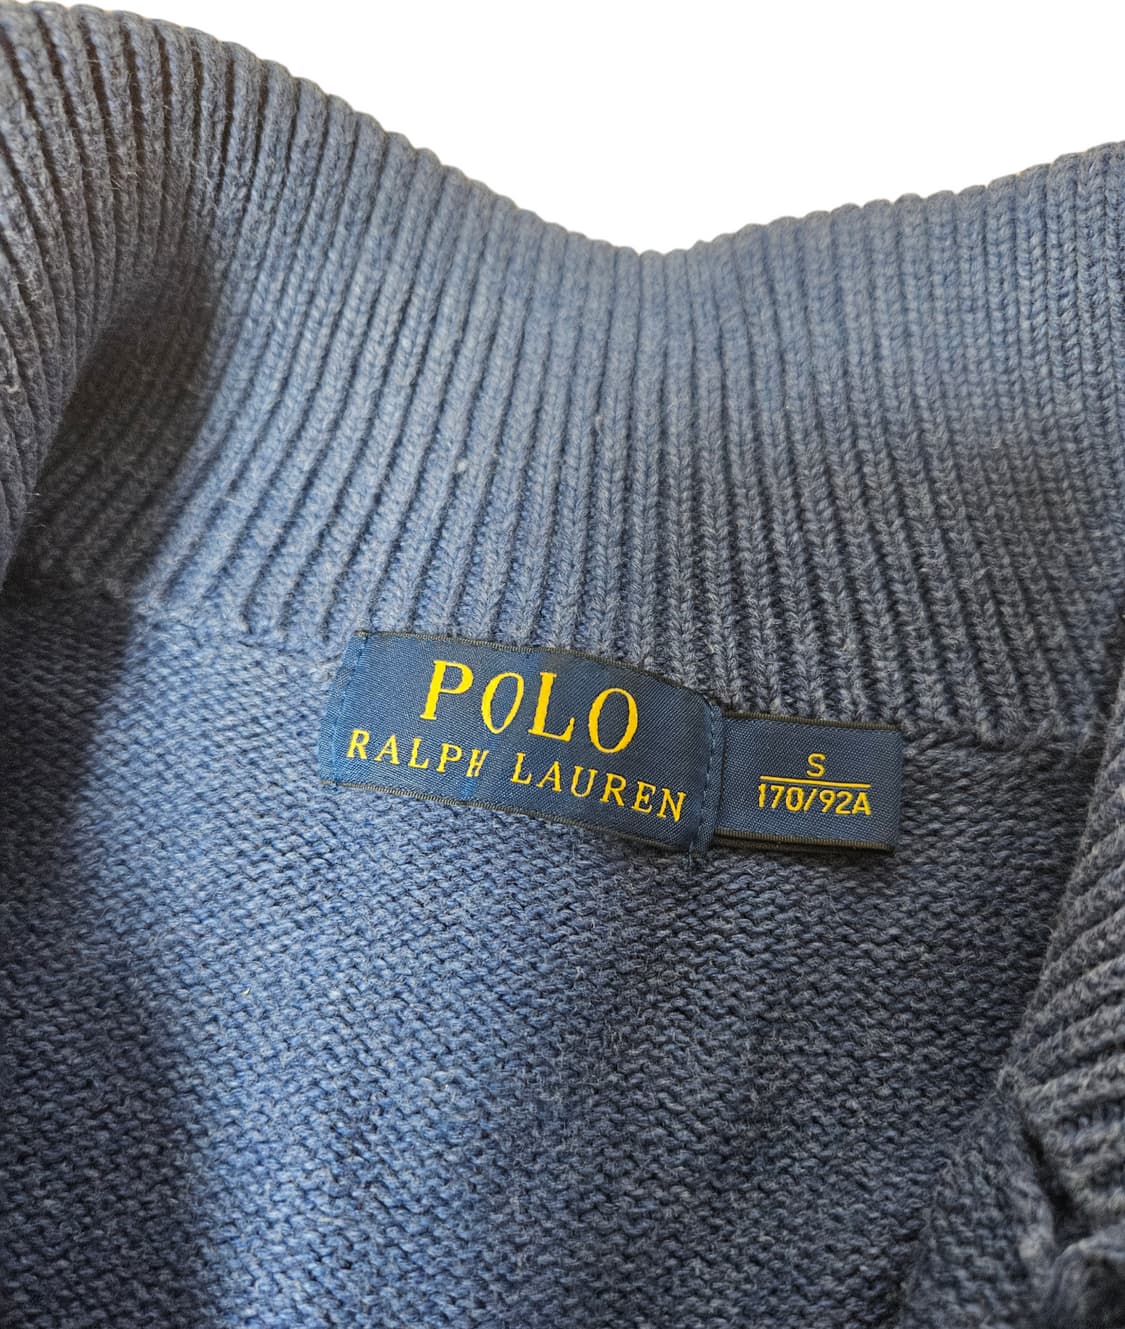 POLO
RALPH LAUREN
S
170/92A